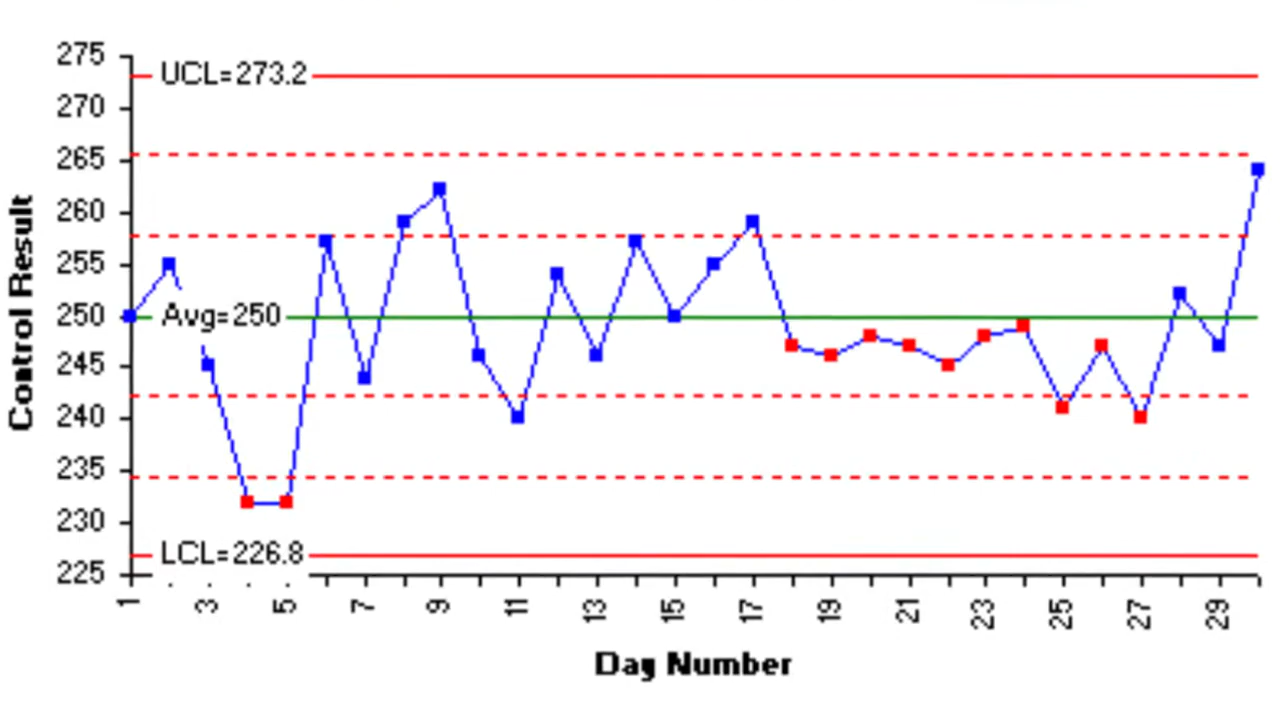 275
UCL=273.2
270
265
260
255
250
Avg=250
245
240
235
230
LCL=226.8
225
1 3 5 7 9 11 13 15 17 19 21 23 25 27 29
Day Number
Control Result